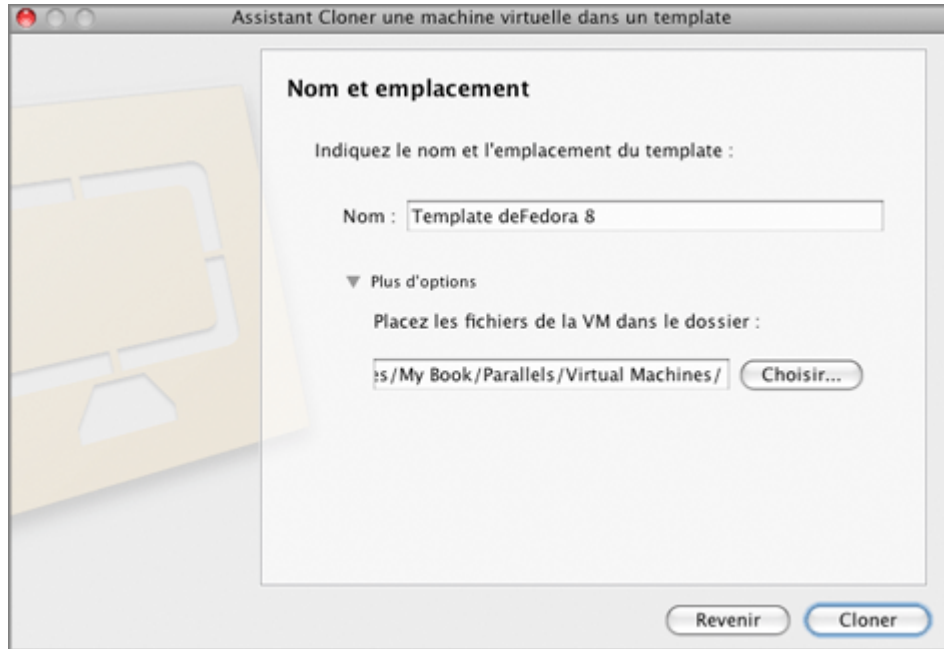 Assistant Cloner une machine virtuelle dans un template
Nom et emplacement
Indiquez le nom et l'emplacement du template :
Nom : Template deFedora 8
Plus d'options
Placez les fichiers de la VM dans le dossier :
es/My Book/Parallels/Virtual Machines/ Choisir...
Revenir Cloner